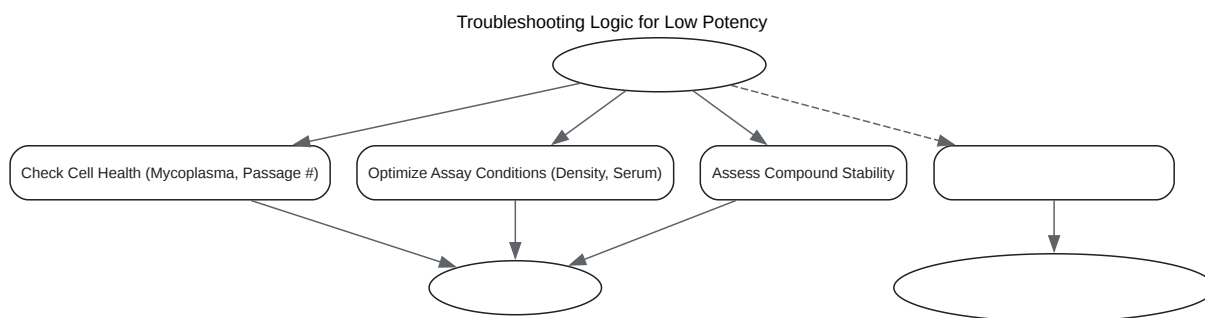 Troubleshooting Logic for Low Potency
Check Cell Health (Mycoplasma, Passage #)
Optimize Assay Conditions (Density, Serum)
Assess Compound Stability